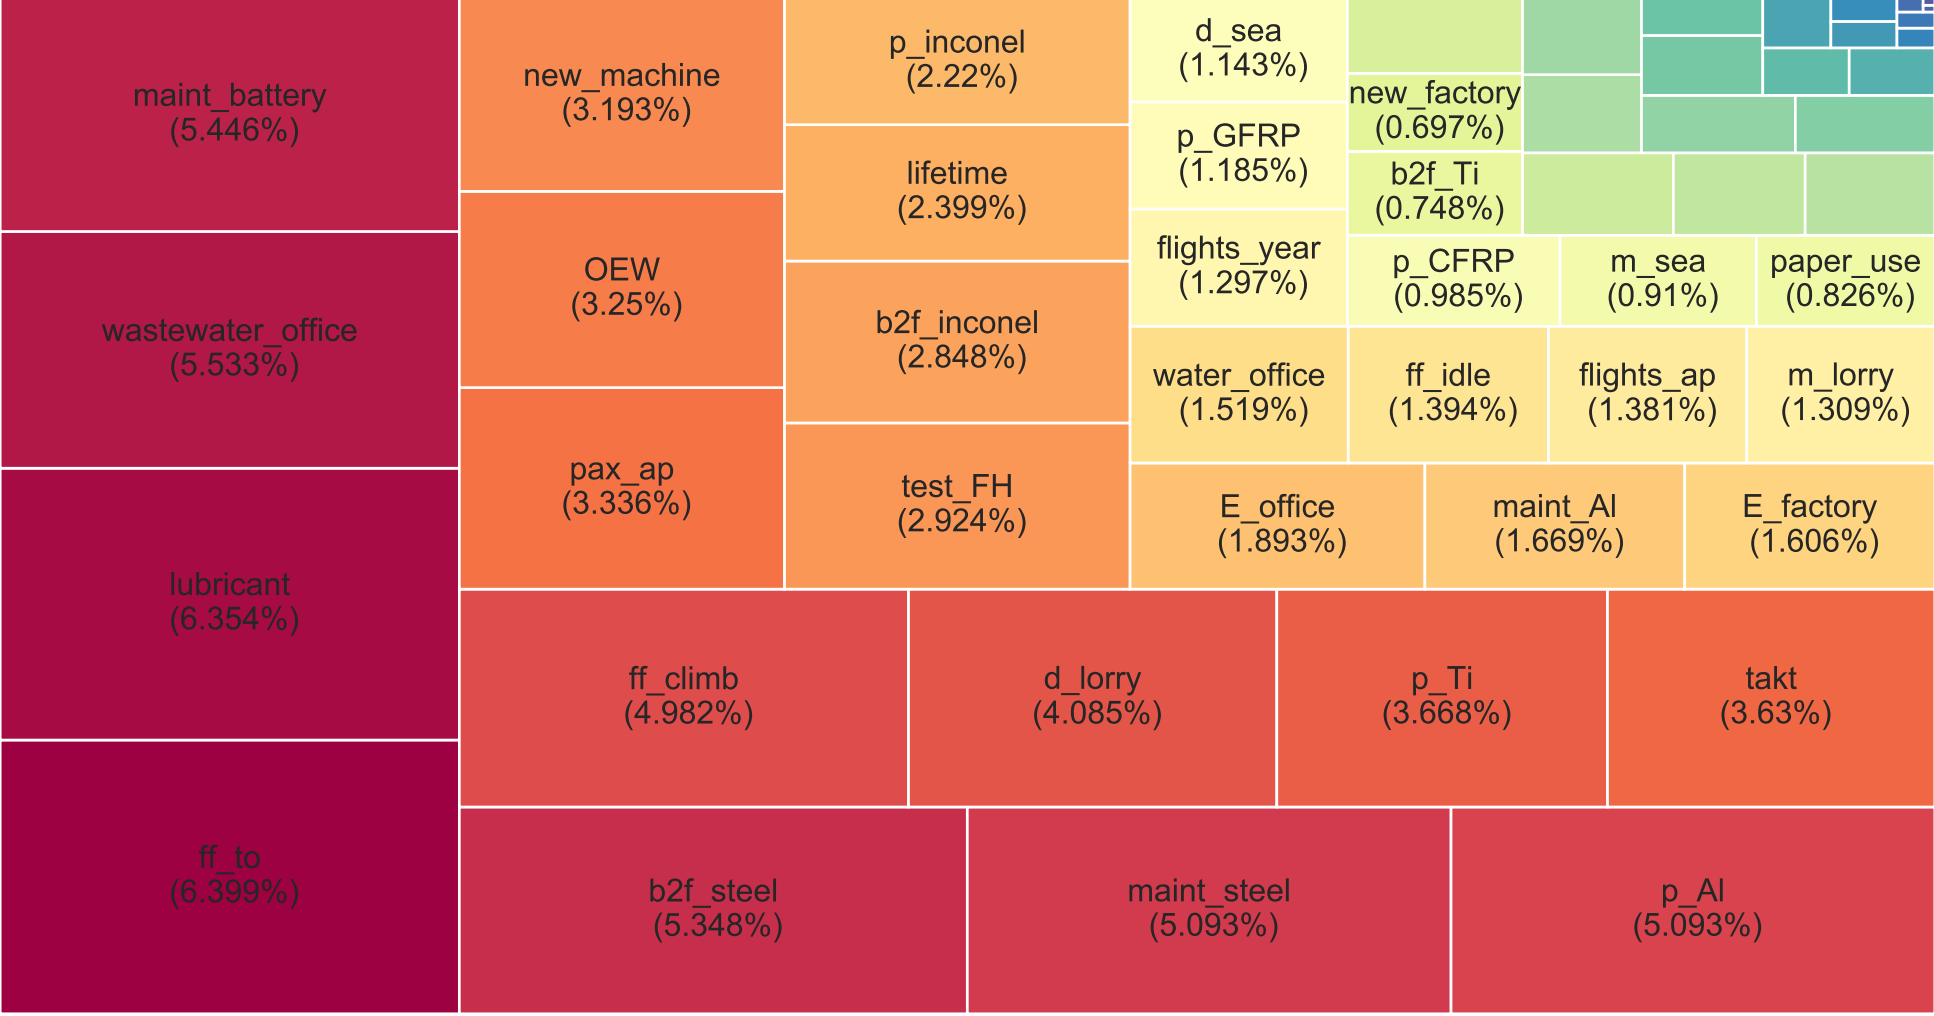 maint_battery
(5.446%)
wastewater_office
(5.533%)
lubricant
(6.354%)
ff_to
(6.399%)
new_machine
(3.193%)
OEW
(3.25%)
pax_ap
(3.336%)
p_inconel
(2.22%)
lifetime
(2.399%)
b2f_inconel
(2.848%)
test_FH
(2.924%)
d_sea
(1.143%)
p_GFRP
(1.185%)
flights_year
(1.297%)
new_factory
(0.697%)
b2f_Ti
(0.748%)
p_CFRP
(0.985%)
m_sea
(0.91%)
paper_use
(0.826%)
water_office
(1.519%)
ff_idle
(1.394%)
flights_ap
(1.381%)
m_lorry
(1.309%)
E_office
(1.893%)
maint_Al
(1.669%)
E_factory
(1.606%)
ff_climb
(4.982%)
d_lorry
(4.085%)
p_Ti
(3.668%)
takt
(3.63%)
b2f_steel
(5.348%)
maint_steel
(5.093%)
p_Al
(5.093%)